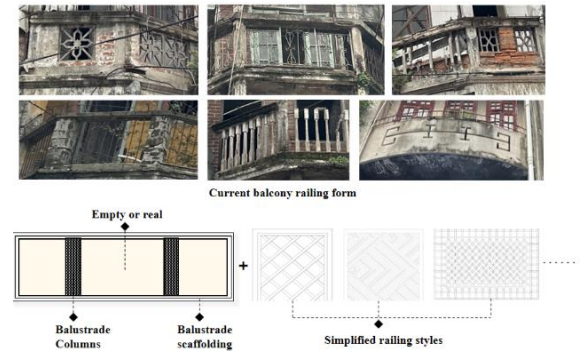 Current balcony railing form
Empty or real
+
Balustrade
Columns
Balustrade
scaffolding
Simplified railing styles